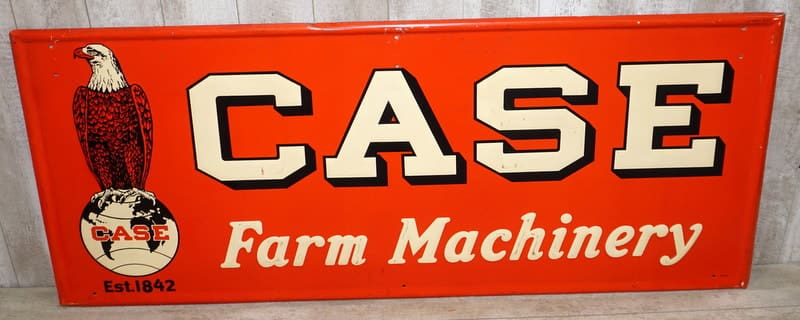 CASE
Farm Machinery
CASE
Est.1842